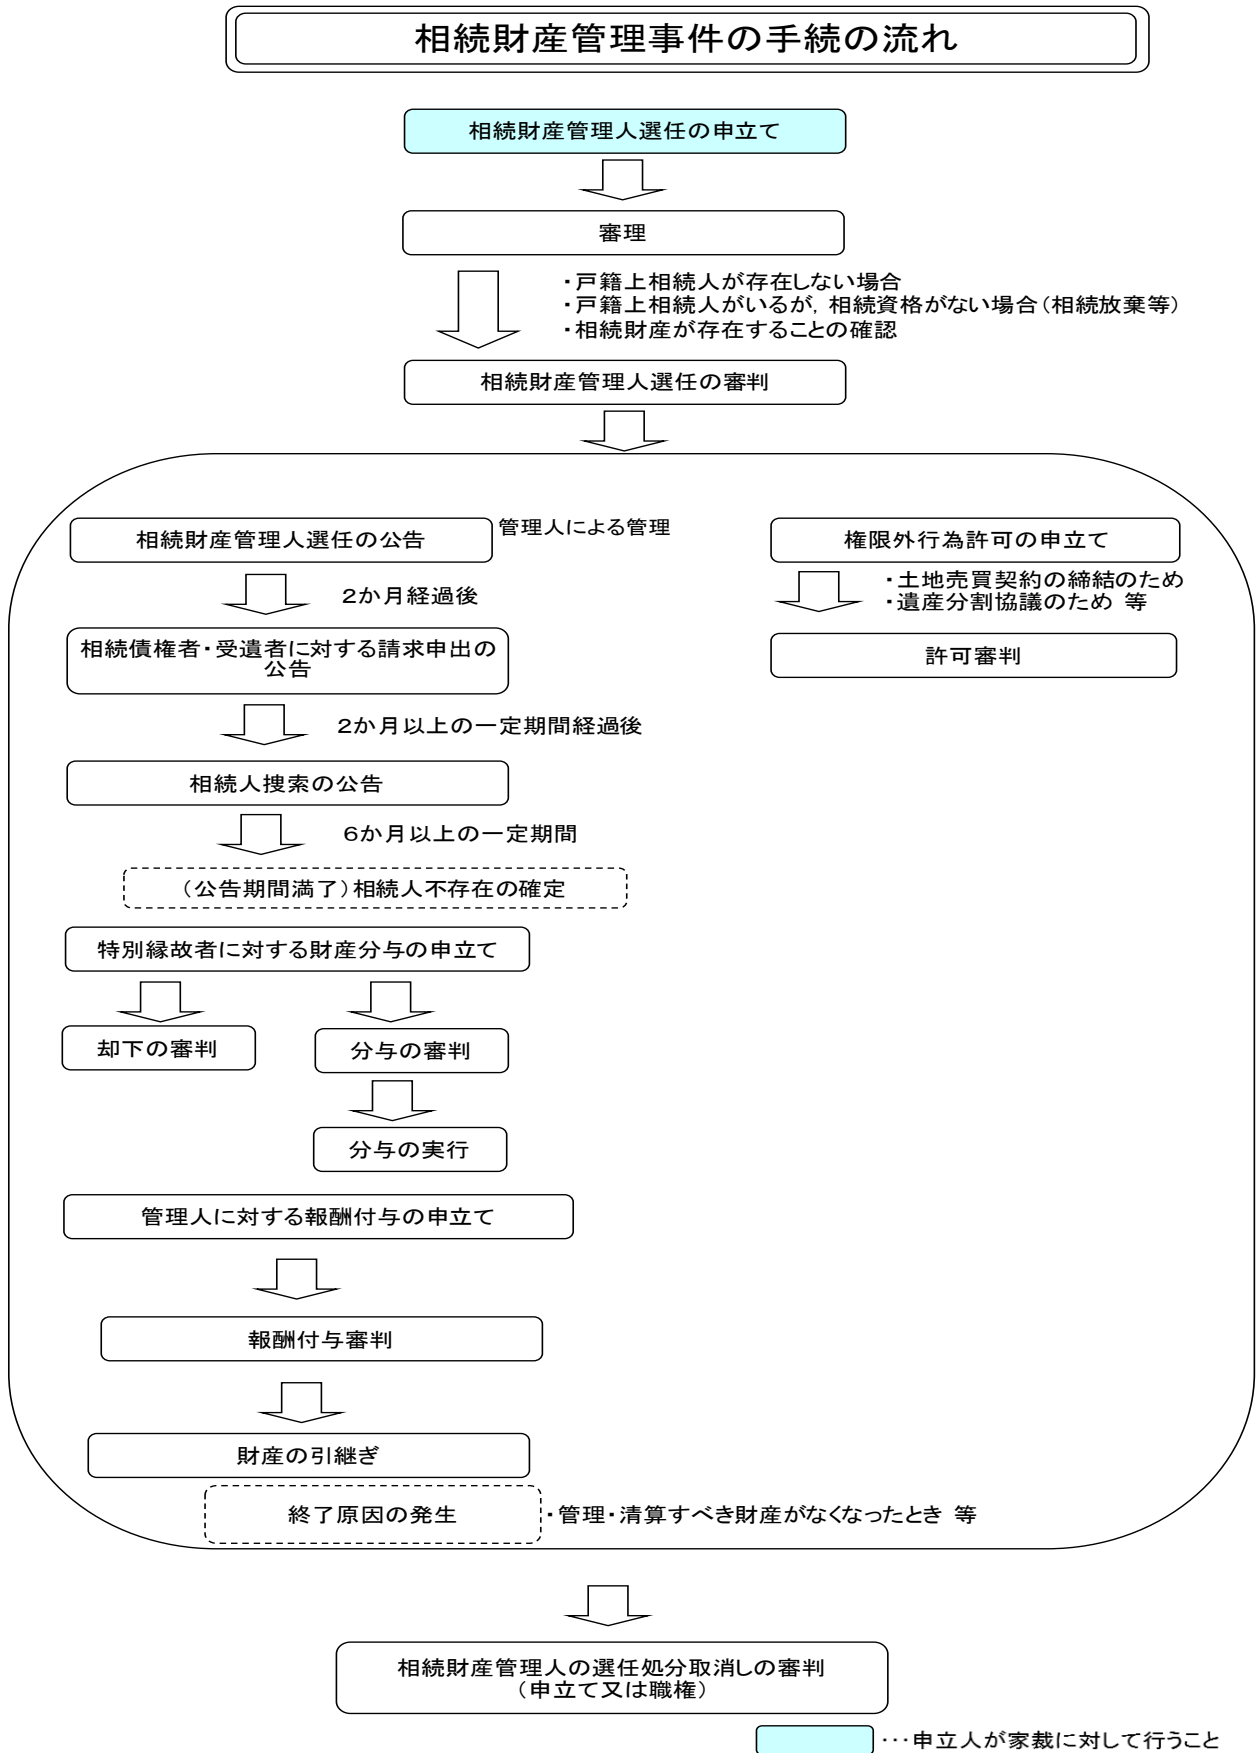 相続財産管理事件の手続の流れ
相続財産管理人選任の申立て
審理
・戸籍上相続人が存在しない場合
・戸籍上相続人がいるが，相続資格がない場合（相続放棄等）
・相続財産が存在することの確認
相続財産管理人選任の審判
相続財産管理人選任の公告
管理人による管理
2か月経過後
相続債権者・受遺者に対する請求申出の
公告
2か月以上の一定期間経過後
相続人捜索の公告
6か月以上の一定期間
（公告期間満了）相続人不存在の確定
特別縁故者に対する財産分与の申立て
却下の審判
分与の審判
分与の実行
管理人に対する報酬付与の申立て
報酬付与審判
財産の引継ぎ
終了原因の発生
・管理・清算すべき財産がなくなったとき 等
権限外行為許可の申立て
・土地売買契約の締結のため
・遺産分割協議のため 等
許可審判
相続財産管理人の選任処分取消しの審判
（申立て又は職権）
…申立人が家裁に対して行うこと